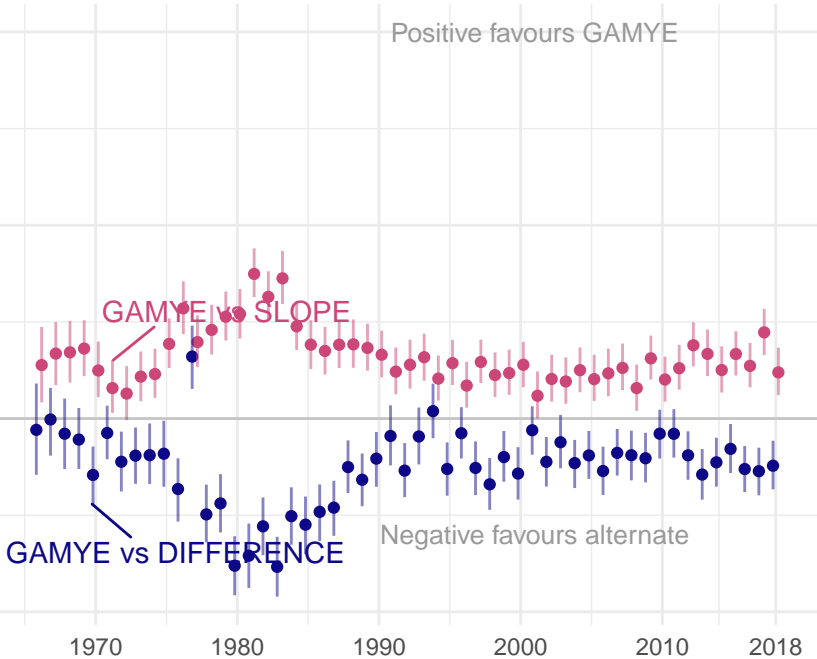 Positive favours GAMYE
GAMYE vs SLOPE
Negative favours alternate
GAMYE vs DIFFERENCE
1970 1980 1990 2000 2010 2018